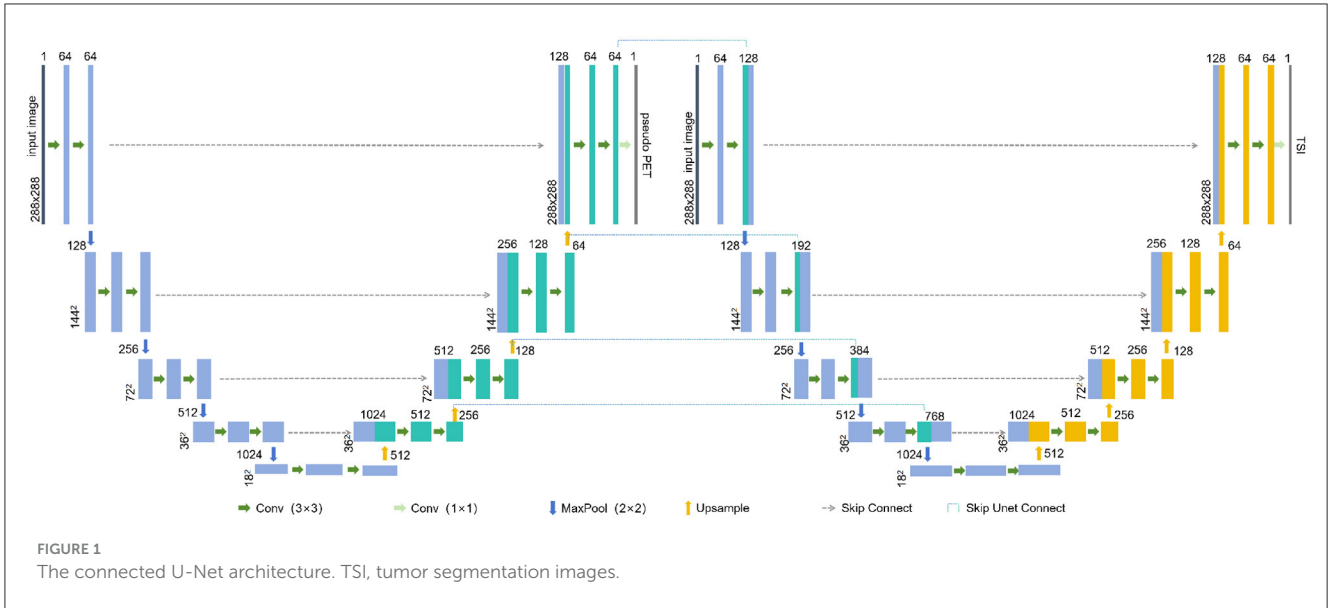 1 64 64 128 64 64 1 1 64 128 128 64 64 1
input image
288x288
288x288
pseudo PET
input image
288x288
288x288
TSI
128 256 128 64 128 192 256 128 64
144²
144²
144²
144²
256 512 256 128 256 384 512 256 128
72²
72²
72²
72²
512 1024 512 256 512 768 1024 512 256
36²
36²
36²
36²
1024 512 1024 512
18²
18²
Conv (3×3) Conv (1×1) MaxPool (2×2) Upsample Skip Connect Skip Unet Connect
FIGURE 1
The connected U-Net architecture. TSI, tumor segmentation images.